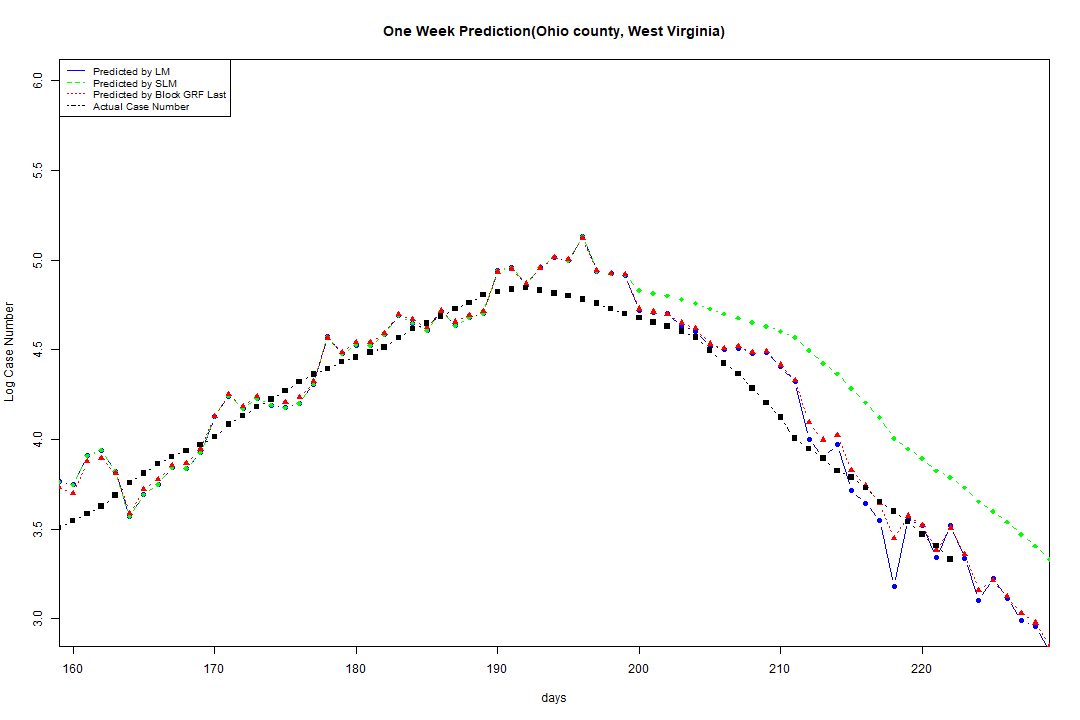 One Week Prediction(Ohio county, West Virginia)
Predicted by LM
Predicted by SLM
Predicted by Block GRF Last
Actual Case Number
6.0
5.5
5.0
4.5
4.0
3.5
3.0
Log Case Number
160 170 180 190 200 210 220
days